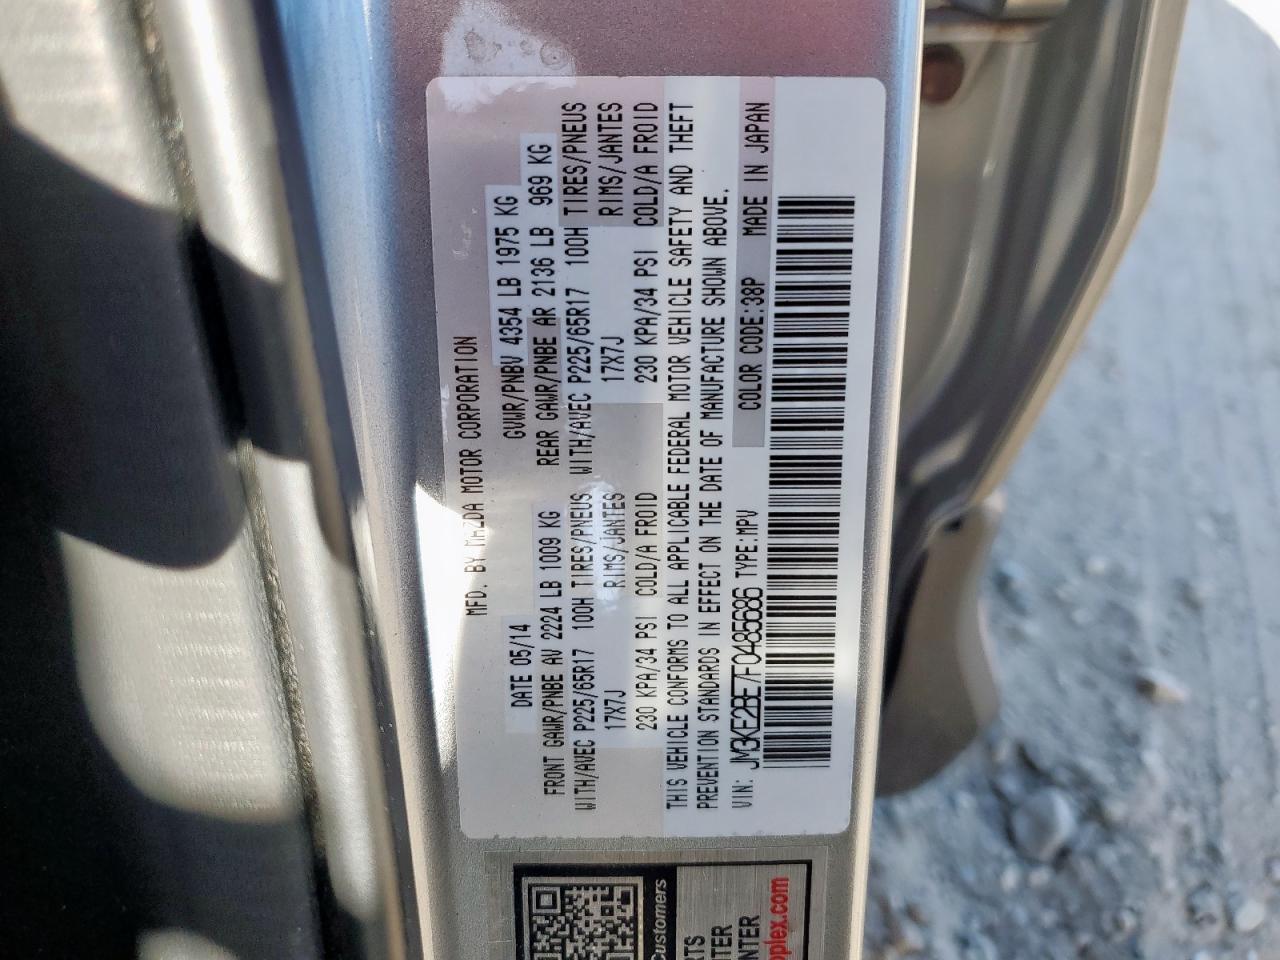 MFD. BY MAZDA MOTOR CORPORATION
DATE 05/14 GVWR/PNBV 4354 LB 1975 KG
FRONT GAWR/PNBE AV 2224 LB 1009 KG REAR GAWR/PNBE AR 2136 LB 969 KG
WITH/AVEC P225/65R17 100H TIRES/PNEUS WITH/AVEC P225/65R17 100H TIRES/PNEUS
17X7J RIMS/JANTES 17X7J RIMS/JANTES
230 KPA/34 PSI COLD/A FROID 230 KPA/34 PSI COLD/A FROID
THIS VEHICLE CONFORMS TO ALL APPLICABLE FEDERAL MOTOR VEHICLE SAFETY AND THEFT
PREVENTION STANDARDS IN EFFECT ON THE DATE OF MANUFACTURE SHOWN ABOVE.
VIN: JM3KE2BE7F0485686 TYPE:MPV COLOR CODE:38P MADE IN JAPAN
Customers